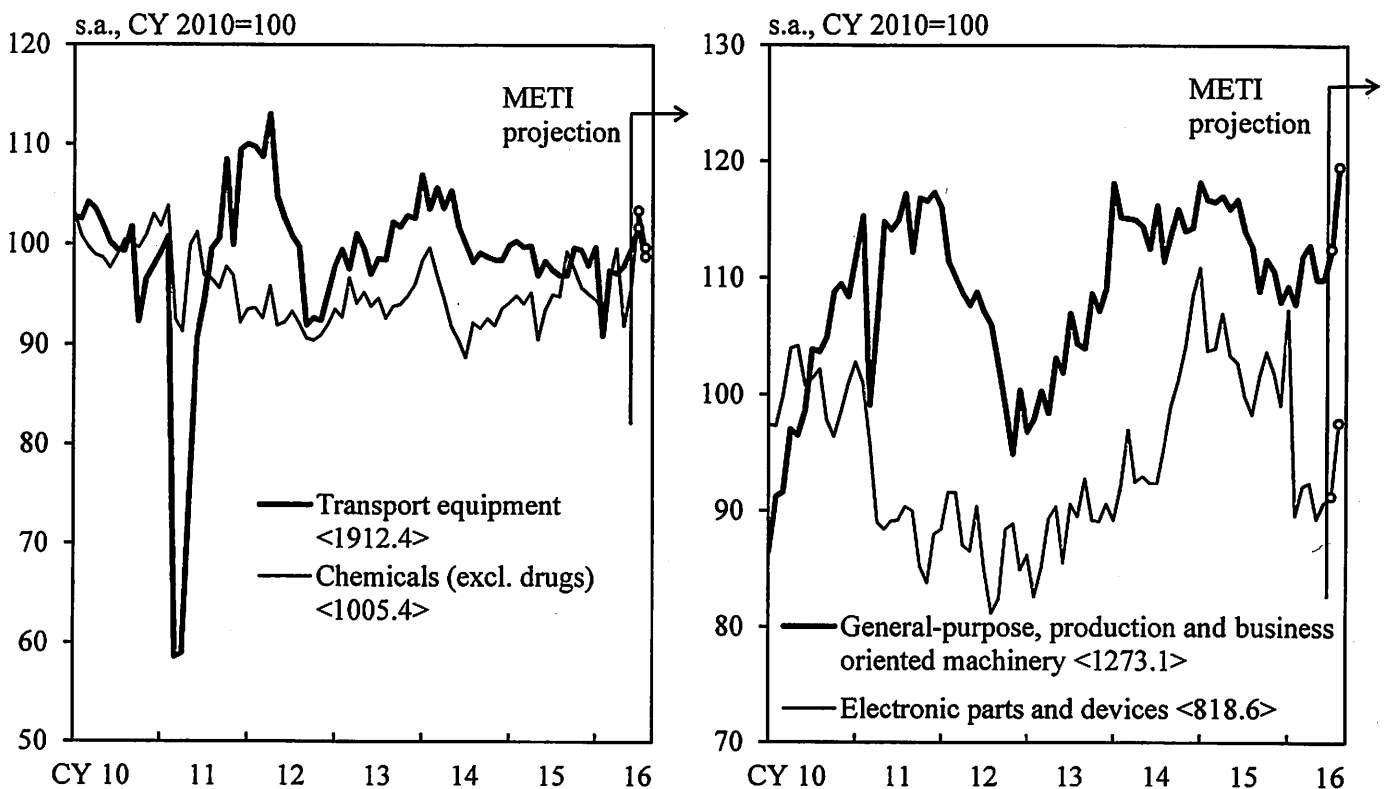 s.a., CY 2010=100
120
110
100
90
80
70
60
50
METI
projection
Transport equipment
<1912.4>
Chemicals (excl. drugs)
<1005.4>
CY 10 11 12 13 14 15 16
s.a., CY 2010=100
130
120
110
100
90
80
70
METI
projection
General-purpose, production and business
oriented machinery <1273.1>
Electronic parts and devices <818.6>
CY 10 11 12 13 14 15 16